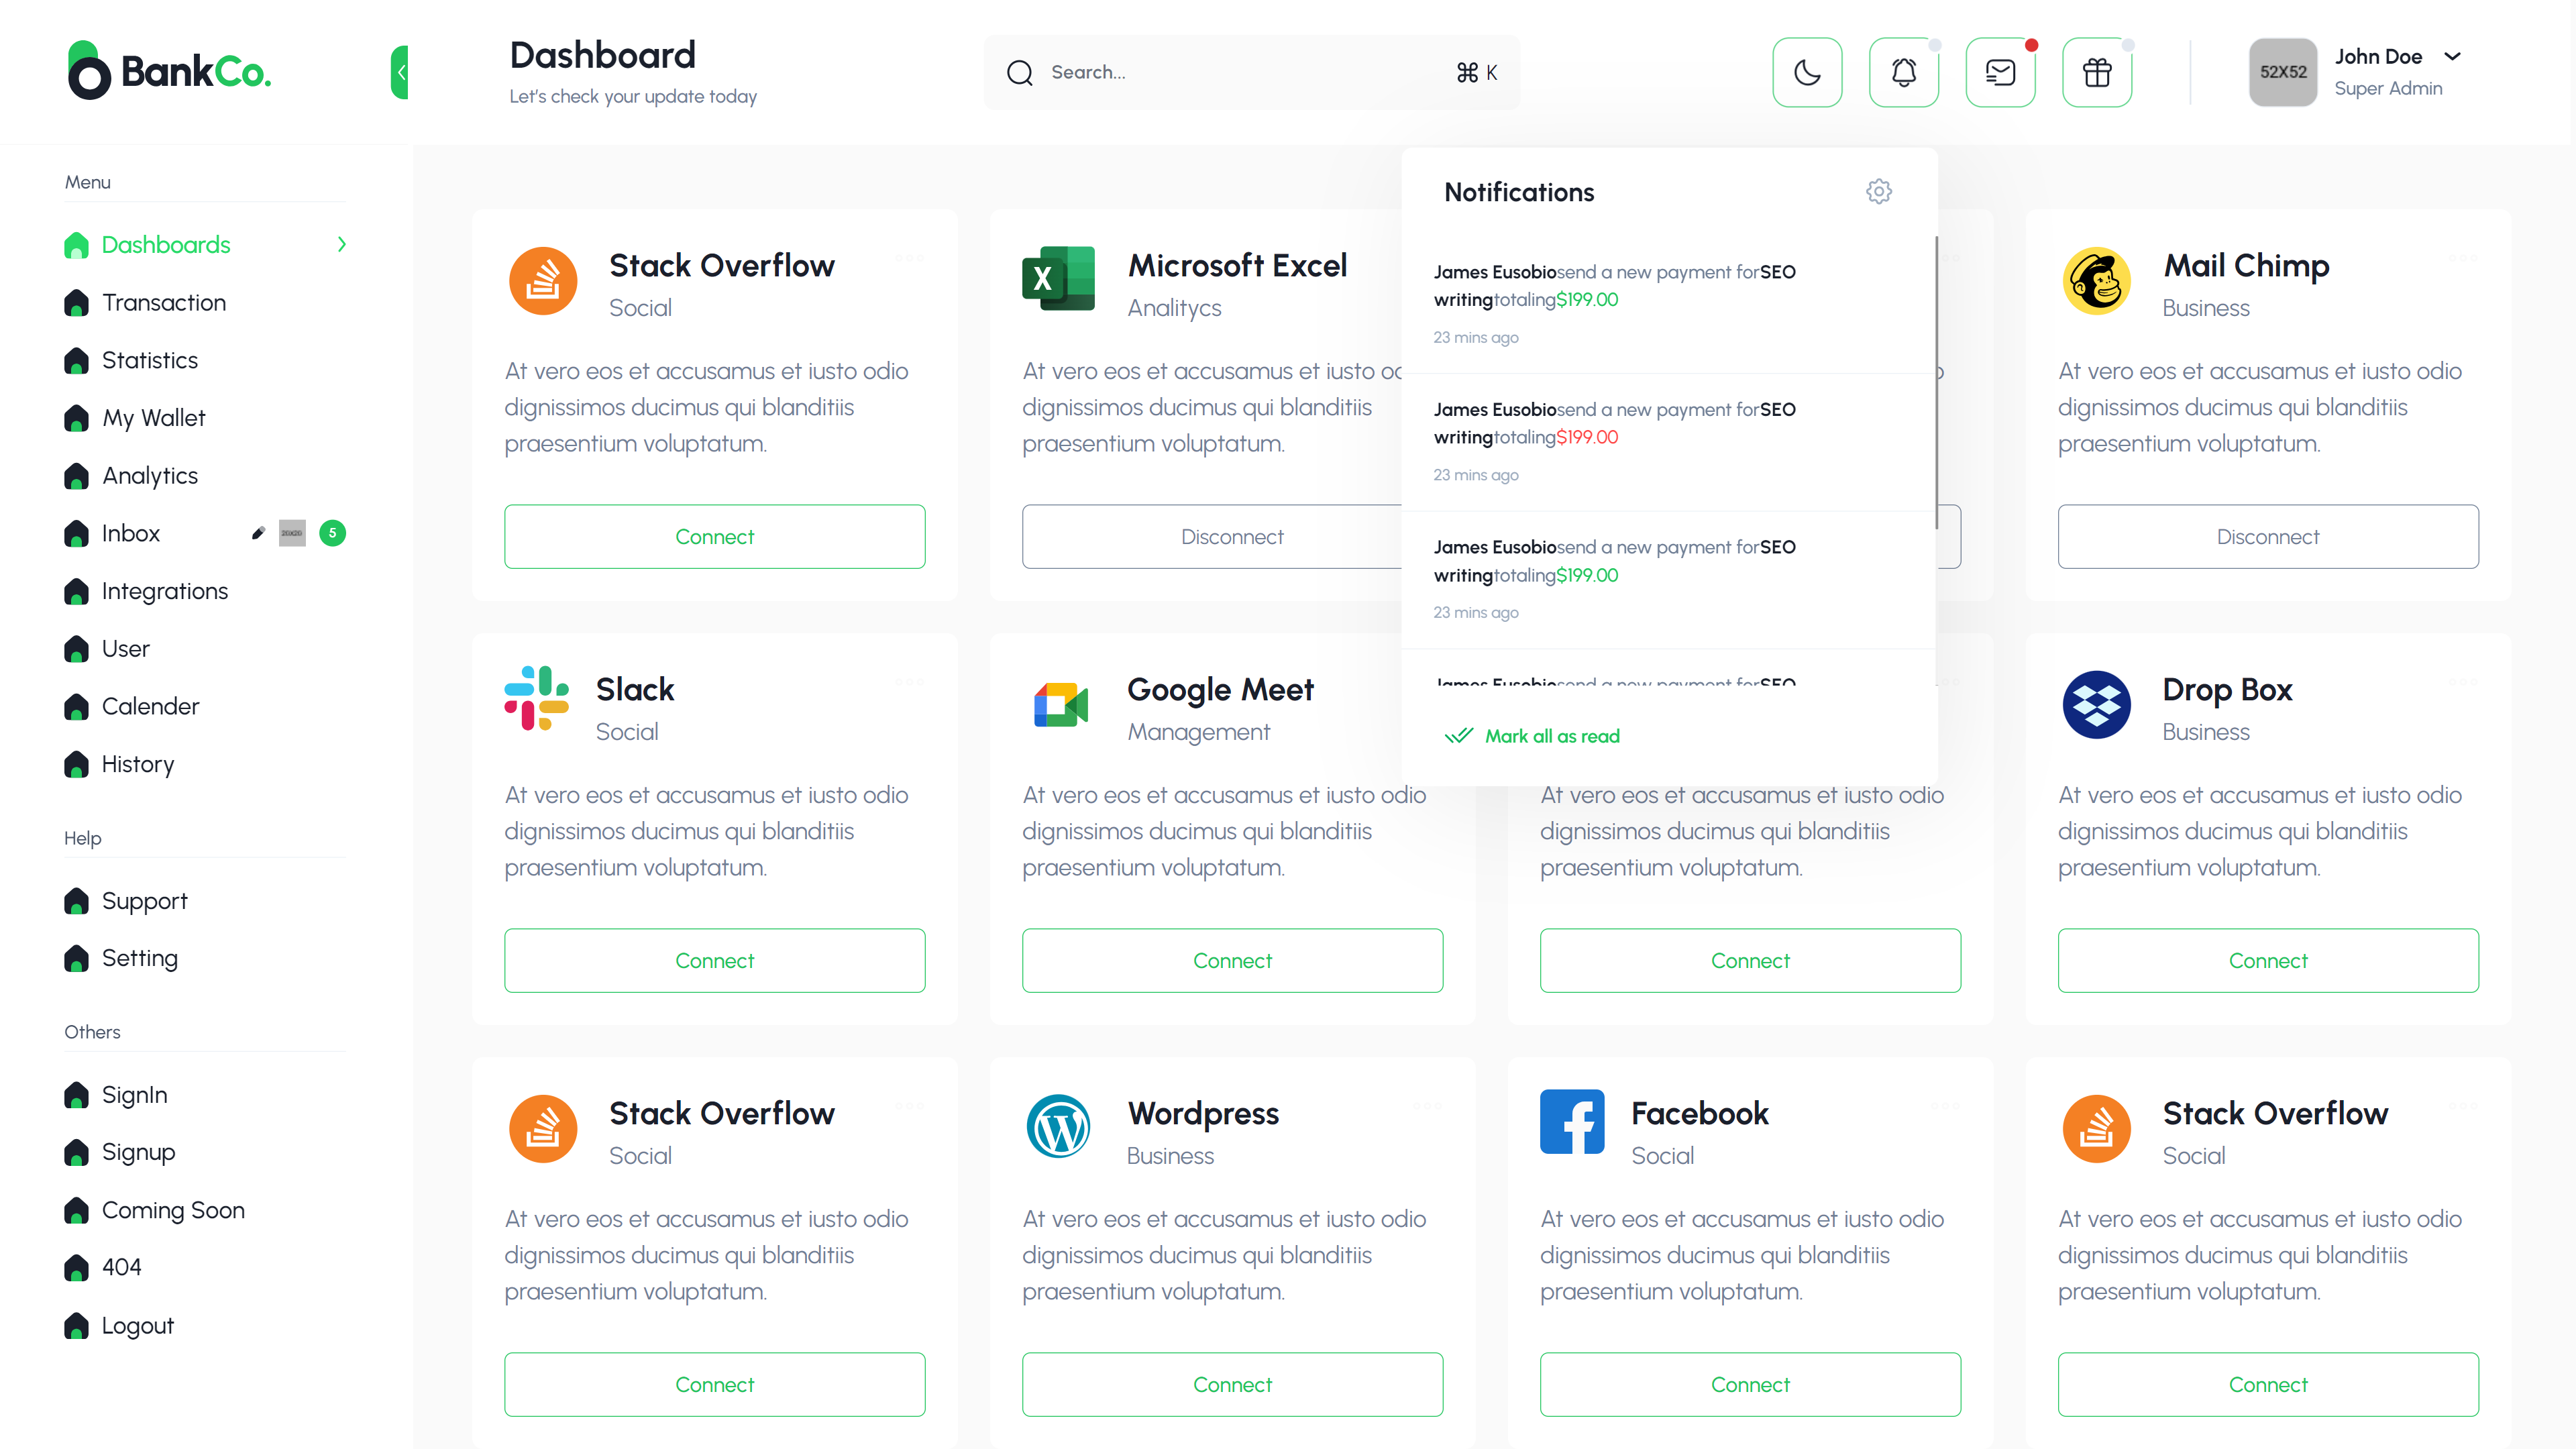 BankCo.
Dashboard
Let's check your update today
Search...
⌘ K
52X52
John Doe
Super Admin
Menu
Dashboards
Transaction
Statistics
My Wallet
Analytics
Inbox
5
Integrations
User
Calender
History
Help
Support
Setting
Others
SignIn
Signup
Coming Soon
404
Logout
Notifications
James Eusobiosend a new payment forSEO
writingtotaling$199.00
23 mins ago
James Eusobiosend a new payment forSEO
writingtotaling$199.00
23 mins ago
James Eusobiosend a new payment forSEO
writingtotaling$199.00
23 mins ago
James Eusobiosend a new payment forSEO
Mark all as read
Stack Overflow
Social
At vero eos et accusamus et iusto odio
dignissimos ducimus qui blanditiis
praesentium voluptatum.
Connect
Microsoft Excel
Analitycs
At vero eos et accusamus et iusto
dignissimos ducimus qui blanditiis
praesentium voluptatum.
Disconnect
Mail Chimp
Business
At vero eos et accusamus et iusto odio
dignissimos ducimus qui blanditiis
praesentium voluptatum.
Disconnect
Slack
Social
At vero eos et accusamus et iusto odio
dignissimos ducimus qui blanditiis
praesentium voluptatum.
Connect
Google Meet
Management
At vero eos et accusamus et iusto odio
dignissimos ducimus qui blanditiis
praesentium voluptatum.
Connect
At vero eos et accusamus et iusto odio
dignissimos ducimus qui blanditiis
praesentium voluptatum.
Connect
Drop Box
Business
At vero eos et accusamus et iusto odio
dignissimos ducimus qui blanditiis
praesentium voluptatum.
Connect
Stack Overflow
Social
At vero eos et accusamus et iusto odio
dignissimos ducimus qui blanditiis
praesentium voluptatum.
Connect
Wordpress
Business
At vero eos et accusamus et iusto odio
dignissimos ducimus qui blanditiis
praesentium voluptatum.
Connect
Facebook
Social
At vero eos et accusamus et iusto odio
dignissimos ducimus qui blanditiis
praesentium voluptatum.
Connect
Stack Overflow
Social
At vero eos et accusamus et iusto odio
dignissimos ducimus qui blanditiis
praesentium voluptatum.
Connect